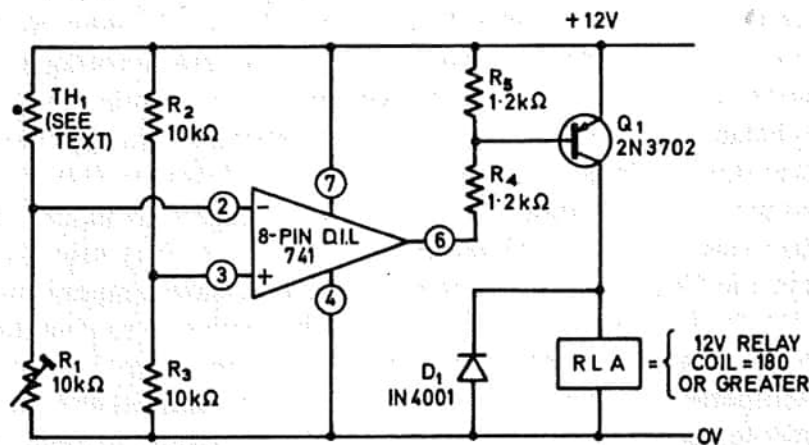 +12V
TH1
(SEE
TEXT)
R2
10kΩ
R5
1·2kΩ
Q1
2N3702
7
R4
1·2kΩ
2
−
8-PIN D.I.L
741
6
3
+
4
R1
10kΩ
R3
10kΩ
D1
IN4001
RLA
=
12V RELAY
COIL = 180
OR GREATER
0V